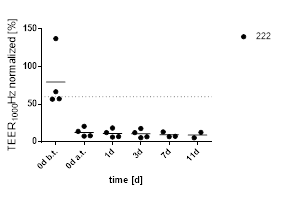 TEER1000Hz normalized [%]
150
100
50
0
0d b.t.
0d a.t.
1d
3d
7d
11d
time [d]
222